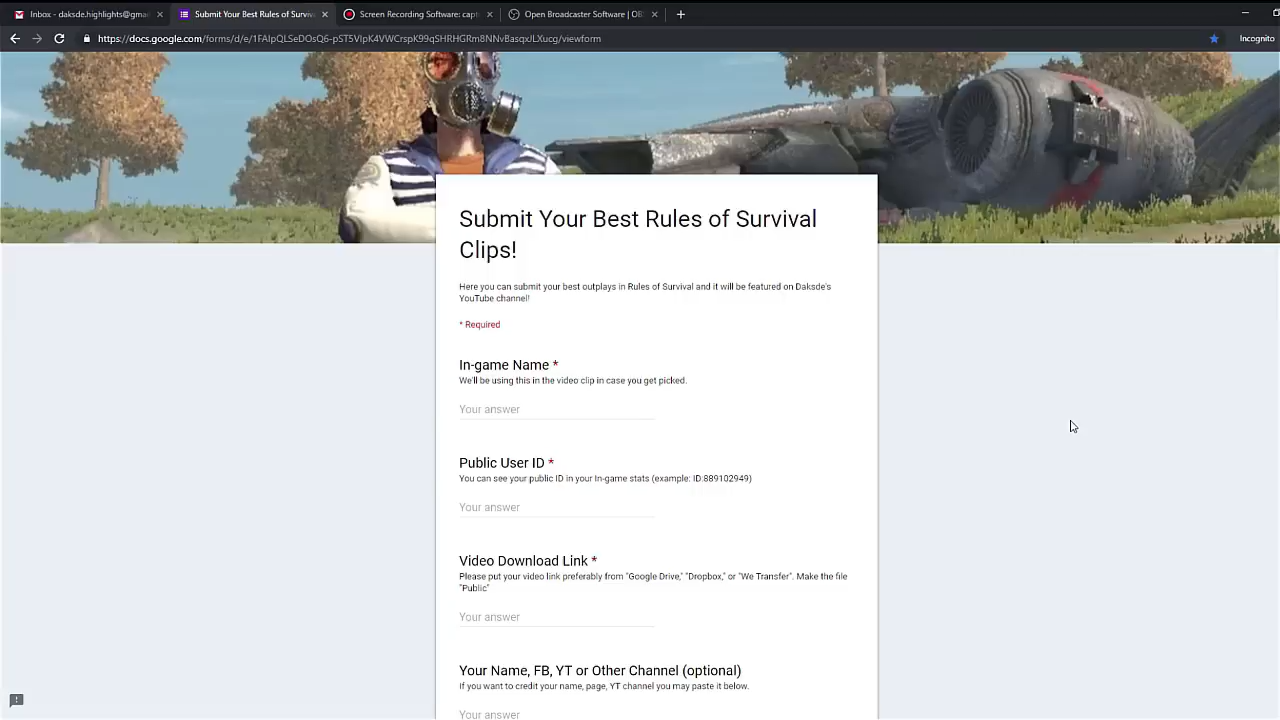 Inbox - daksde.highlights@gma
Submit Your Best Rules of Surviv
Screen Recording Software: capt
Open Broadcaster Software | OB
https://docs.google.com/forms/d/e/1FAIpQLSeDOsQ6-pST5VIpK4VWCrspK99qSHRHGRm8NNvBasqxJLXucg/viewform
Incognito
Submit Your Best Rules of Survival
Clips!
Here you can submit your best outplays in Rules of Survival and it will be featured on Daksde's
YouTube channel!
* Required
In-game Name *
We'll be using this in the video clip in case you get picked.
Your answer
Public User ID *
You can see your public ID in your In-game stats (example: ID:889102949)
Your answer
Video Download Link *
Please put your video link preferably from "Google Drive," "Dropbox," or "We Transfer". Make the file
"Public"
Your answer
Your Name, FB, YT or Other Channel (optional)
If you want to credit your name, page, YT channel you may paste it below.
Your answer